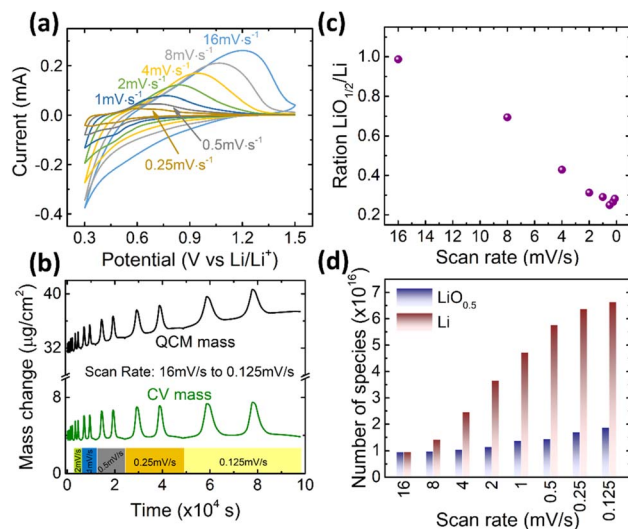 (a)
16mV·s⁻¹
8mV·s⁻¹
4mV·s⁻¹
2mV·s⁻¹
1mV·s⁻¹
0.5mV·s⁻¹
0.25mV·s⁻¹
Current (mA)
0.2
0.0
-0.2
-0.4
0.3 0.6 0.9 1.2 1.5
Potential (V vs Li/Li⁺)
(c)
Ration LiO1/2/Li
1.0
0.8
0.6
0.4
0.2
16 14 12 10 8 6 4 2 0
Scan rate (mV/s)
(b)
Mass change (μg/cm²)
45
36
27
8
4
0
QCM mass
Scan Rate: 16mV/s to 0.125mV/s
CV mass
2mV/s
1mV/s
0.5mV/s
0.25mV/s
0.125mV/s
0 2 4 6 8 10
Time (×10⁴ s)
(d)
Number of species (x10¹⁶)
7
6
5
4
3
2
1
0
LiO0.5
Li
16 8 4 2 1 0.5 0.25 0.125
Scan rate (mV/s)